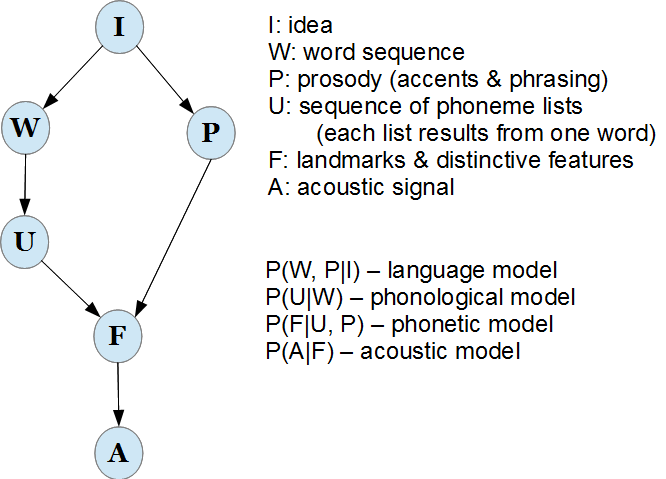 I
W
P
U
F
A
I: idea
W: word sequence
P: prosody (accents & phrasing)
U: sequence of phoneme lists
(each list results from one word)
F: landmarks & distinctive features
A: acoustic signal
P(W, P|I) – language model
P(U|W) – phonological model
P(F|U, P) – phonetic model
P(A|F) – acoustic model